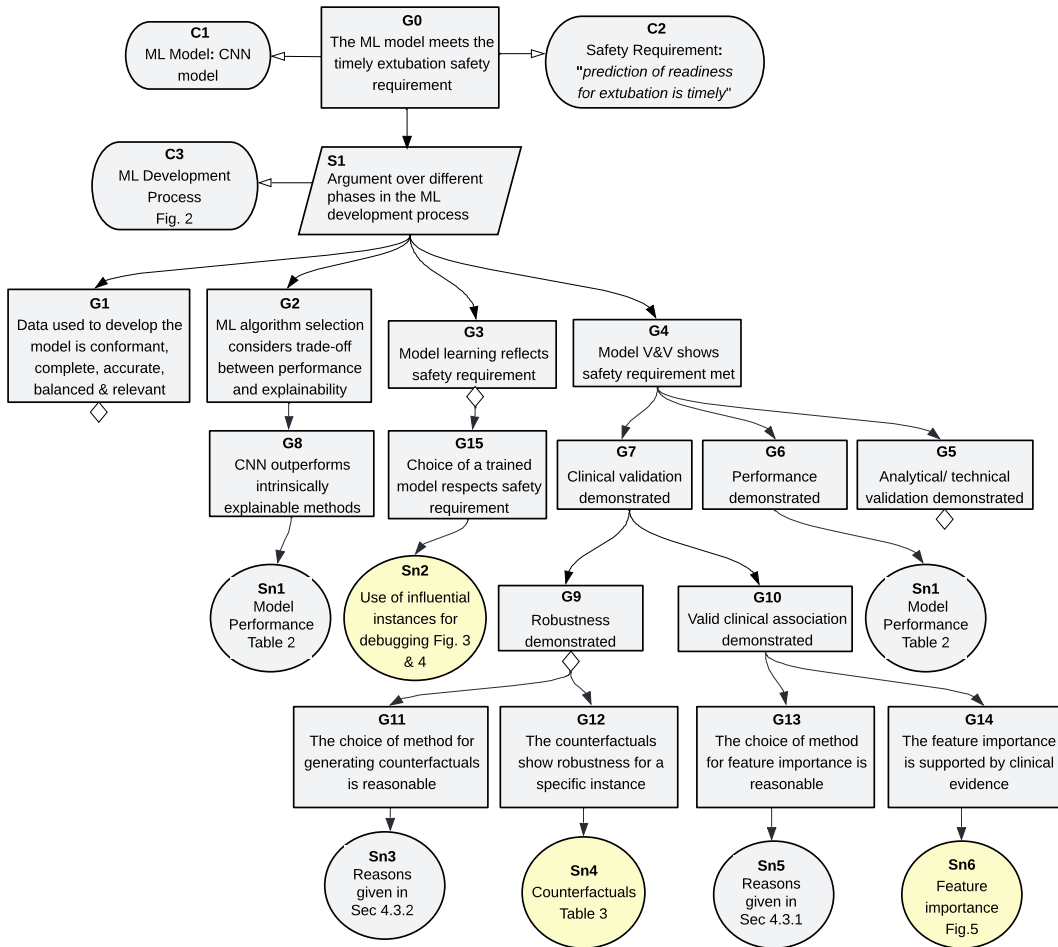 C1
ML Model: CNN
model
G0
The ML model meets the
timely extubation safety
requirement
C2
Safety Requirement:
"prediction of readiness
for extubation is timely"
C3
ML Development
Process
Fig. 2
S1
Argument over different
phases in the ML
development process
G1
Data used to develop the
model is conformant,
complete, accurate,
balanced & relevant
G2
ML algorithm selection
considers trade-off
between performance
and explainability
G3
Model learning reflects
safety requirement
G4
Model V&V shows
safety requirement met
G8
CNN outperforms
intrinsically
explainable methods
G15
Choice of a trained
model respects safety
requirement
G7
Clinical validation
demonstrated
G6
Performance
demonstrated
G5
Analytical/ technical
validation demonstrated
Sn1
Model
Performance
Table 2
Sn2
Use of influential
instances for
debugging Fig. 3
& 4
G9
Robustness
demonstrated
G10
Valid clinical association
demonstrated
Sn1
Model
Performance
Table 2
G11
The choice of method for
generating counterfactuals
is reasonable
G12
The counterfactuals
show robustness for a
specific instance
G13
The choice of method
for feature importance is
reasonable
G14
The feature importance
is supported by clinical
evidence
Sn3
Reasons
given in
Sec 4.3.2
Sn4
Counterfactuals
Table 3
Sn5
Reasons
given in
Sec 4.3.1
Sn6
Feature
importance
Fig.5